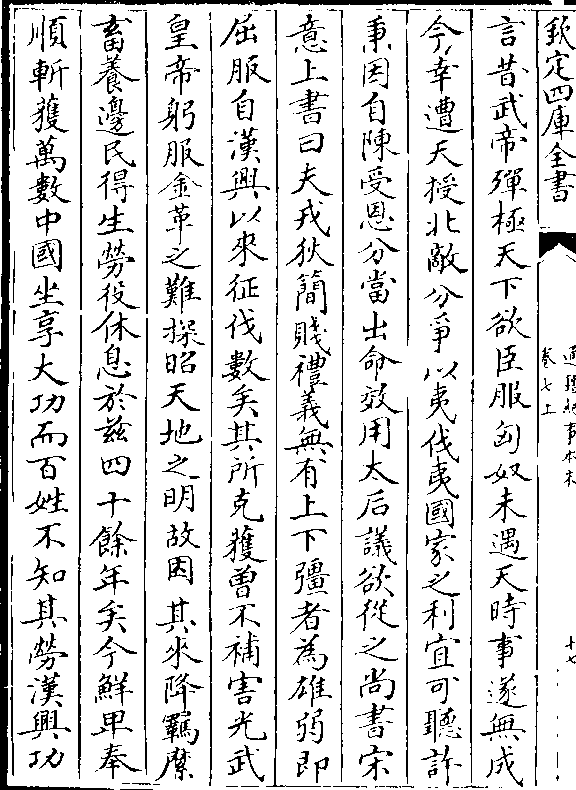 欽定四庫全書
通鑑紀事本末
卷七上
十七
言昔武帝殫極天下欲臣服匈奴未遇天時事遂無成
今幸遭天授北敵分爭以夷伐夷國家之利宜可聽許
秉因自陳受恩分當出命效用太后議欲從之尚書宋
意上書曰夫戎狄簡賤禮義無有上下彊者為雄弱即
屈服自漢興以來征伐數矣其所克獲曾不補害光武
皇帝躬服金革之難探昭天地之明故因其來降羈縻
畜養邊民得生勞役休息於兹四十餘年矣今鮮卑奉
順斬獲萬數中國坐享大功而百姓不知其勞漢興功